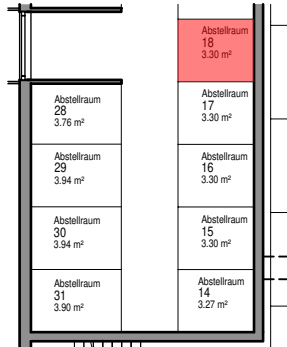 Abstellraum
18
3.30 m²
Abstellraum
28
3.76 m²
Abstellraum
17
3.30 m²
Abstellraum
29
3.94 m²
Abstellraum
16
3.30 m²
Abstellraum
30
3.94 m²
Abstellraum
15
3.30 m²
Abstellraum
31
3.90 m²
Abstellraum
14
3.27 m²